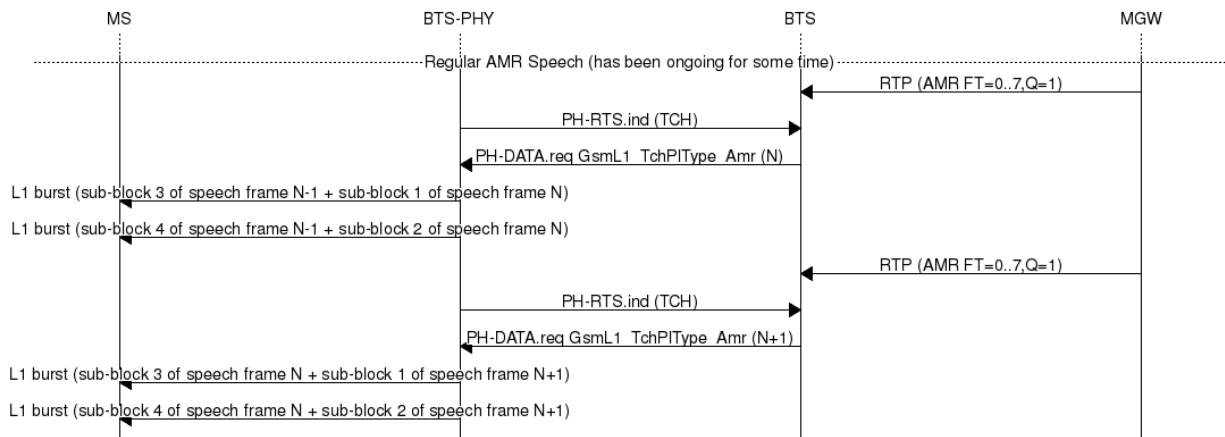 MS BTS-PHY BTS MGW
Regular AMR Speech (has been ongoing for some time)
RTP (AMR FT=0..7,Q=1)
PH-RTS.ind (TCH)
PH-DATA.req GsmL1_TchPlType_Amr (N)
L1 burst (sub-block 3 of speech frame N-1 + sub-block 1 of speech frame N)
L1 burst (sub-block 4 of speech frame N-1 + sub-block 2 of speech frame N)
RTP (AMR FT=0..7,Q=1)
PH-RTS.ind (TCH)
PH-DATA.req GsmL1_TchPlType_Amr (N+1)
L1 burst (sub-block 3 of speech frame N + sub-block 1 of speech frame N+1)
L1 burst (sub-block 4 of speech frame N + sub-block 2 of speech frame N+1)